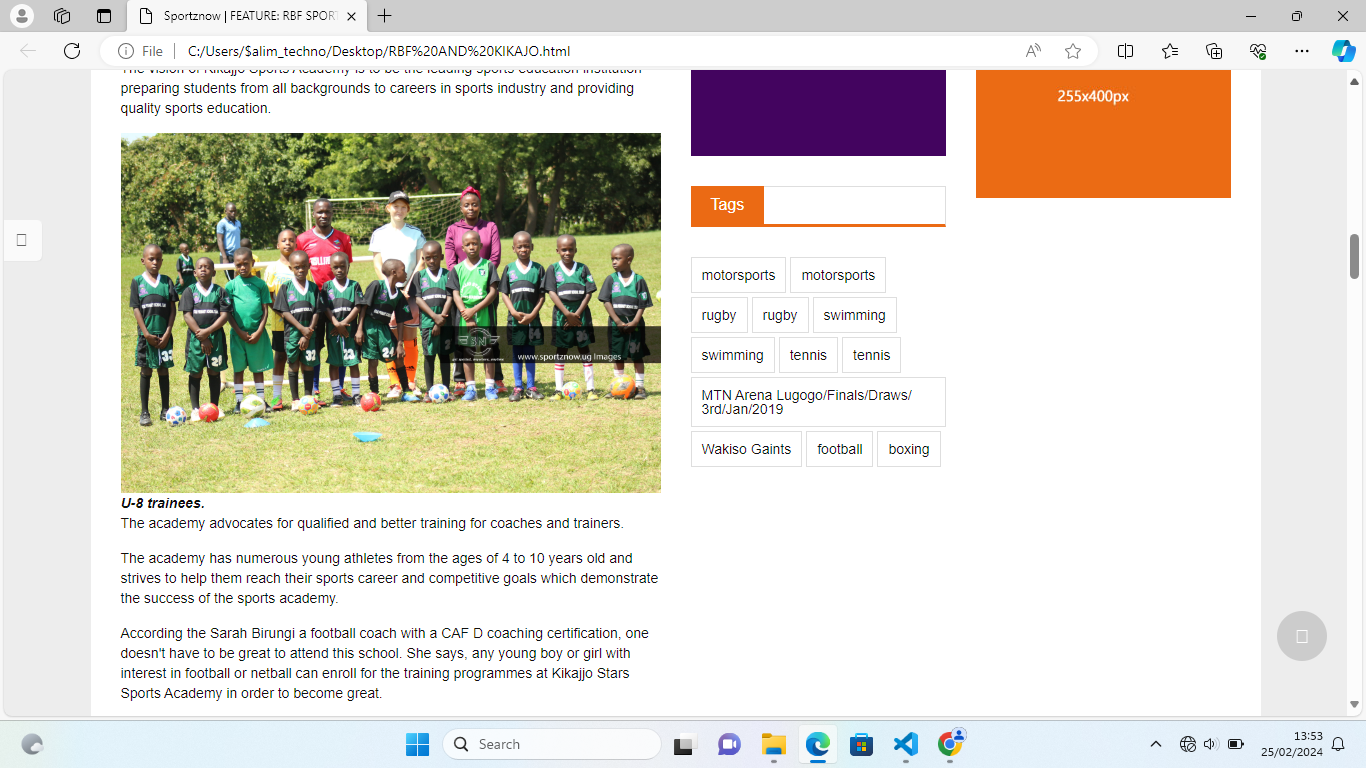 Sportznow | FEATURE: RBF SPORT
File
C:/Users/$alim_techno/Desktop/RBF%20AND%20KIKAJO.html
The vision of Kikajjo Sports Academy is to be the leading sports education institution
preparing students from all backgrounds to careers in sports industry and providing
quality sports education.
SN
www.sportznow.ug Images
U-8 trainees.
The academy advocates for qualified and better training for coaches and trainers.
The academy has numerous young athletes from the ages of 4 to 10 years old and
strives to help them reach their sports career and competitive goals which demonstrate
the success of the sports academy.
According the Sarah Birungi a football coach with a CAF D coaching certification, one
doesn't have to be great to attend this school. She says, any young boy or girl with
interest in football or netball can enroll for the training programmes at Kikajjo Stars
Sports Academy in order to become great.
Tags
motorsports motorsports
rugby rugby swimming
swimming tennis tennis
MTN Arena Lugogo/Finals/Draws/
3rd/Jan/2019
Wakiso Gaints football boxing
255x400px
Search
13:53
25/02/2024